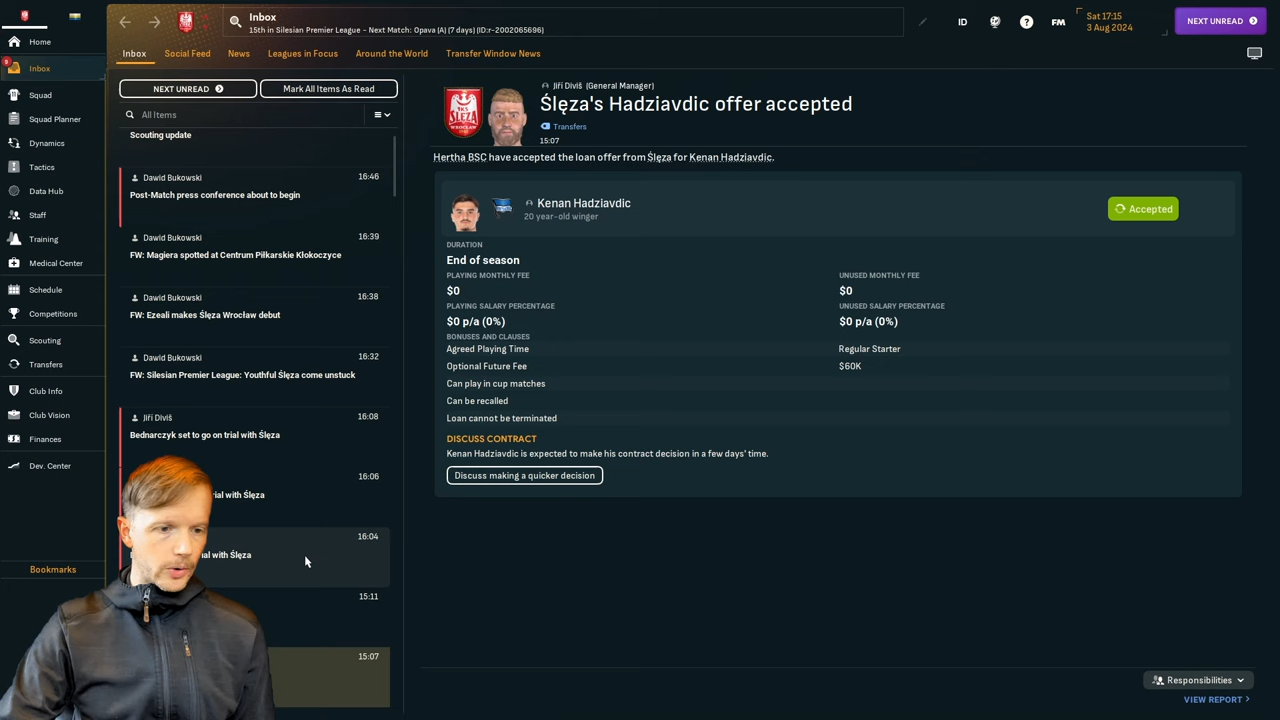 Inbox
15th in Silesian Premier League - Next Match: Opava (A) (7 days) (ID:r-2002065696)
ID
FM
Sat 17:15
3 Aug 2024
NEXT UNREAD
Home
Inbox
Squad
Squad Planner
Dynamics
Tactics
Data Hub
Staff
Training
Medical Center
Schedule
Competitions
Scouting
Transfers
Club Info
Club Vision
Finances
Dev. Center
Bookmarks
Inbox
Social Feed
News
Leagues in Focus
Around the World
Transfer Window News
NEXT UNREAD
Mark All Items As Read
All Items
Scouting update
Dawid Bukowski
16:46
Post-Match press conference about to begin
Dawid Bukowski
16:39
FW: Magiera spotted at Centrum Piłkarskie Kłokoczyce
Dawid Bukowski
16:38
FW: Ezeali makes Ślęza Wrocław debut
Dawid Bukowski
16:32
FW: Silesian Premier League: Youthful Ślęza come unstuck
Jiří Diviš
16:08
Bednarczyk set to go on trial with Ślęza
16:06
with Ślęza
16:04
with Ślęza
15:11
15:07
Jiří Diviš (General Manager)
Ślęza's Hadziavdic offer accepted
Transfers
15:07
Hertha BSC have accepted the loan offer from Ślęza for Kenan Hadziavdic.
Kenan Hadziavdic
20 year-old winger
Accepted
DURATION
End of season
PLAYING MONTHLY FEE
UNUSED MONTHLY FEE
$0
$0
PLAYING SALARY PERCENTAGE
UNUSED SALARY PERCENTAGE
$0 p/a (0%)
$0 p/a (0%)
BONUSES AND CLAUSES
Agreed Playing Time
Regular Starter
Optional Future Fee
$60K
Can play in cup matches
Can be recalled
Loan cannot be terminated
DISCUSS CONTRACT
Kenan Hadziavdic is expected to make his contract decision in a few days' time.
Discuss making a quicker decision
Responsibilities
VIEW REPORT